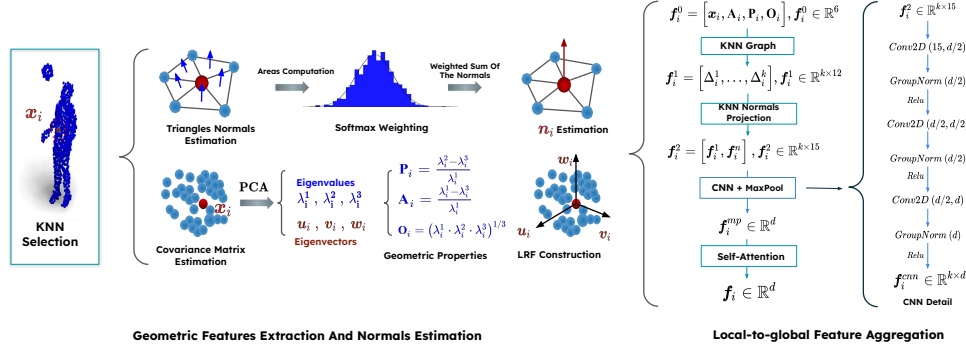 x_i
KNN
Selection
Triangles Normals
Estimation
Areas Computation
Softmax Weighting
Weighted Sum Of
The Normals
n_i Estimation
x_i
Covariance Matrix
Estimation
PCA
Eigenvalues
λ_i^1 , λ_i^2 , λ_i^3
u_i , v_i , w_i
Eigenvectors
P_i = (λ_i^2 − λ_i^3) / λ_i^1
A_i = (λ_i^1 − λ_i^3) / λ_i^1
O_i = (λ_i^1 · λ_i^2 · λ_i^3)^{1/3}
Geometric Properties
w_i
u_i
v_i
LRF Construction
Geometric Features Extraction And Normals Estimation
f_i^0 = [x_i, A_i, P_i, O_i], f_i^0 ∈ ℝ^6
KNN Graph
f_i^1 = [Δ_i^1, . . . , Δ_i^k], f_i^1 ∈ ℝ^{k×12}
KNN Normals
Projection
f_i^2 = [f_i^1, f_i^n] , f_i^2 ∈ ℝ^{k×15}
CNN + MaxPool
f_i^{mp} ∈ ℝ^d
Self-Attention
f_i ∈ ℝ^d
f_i^2 ∈ ℝ^{k×15}
Conv2D (15, d/2)
GroupNorm (d/2)
Relu
Conv2D (d/2, d/2
GroupNorm (d/2)
Relu
Conv2D (d/2, d)
GroupNorm (d)
Relu
f_i^{cnn} ∈ ℝ^{k×d}
CNN Detail
Local-to-global Feature Aggregation